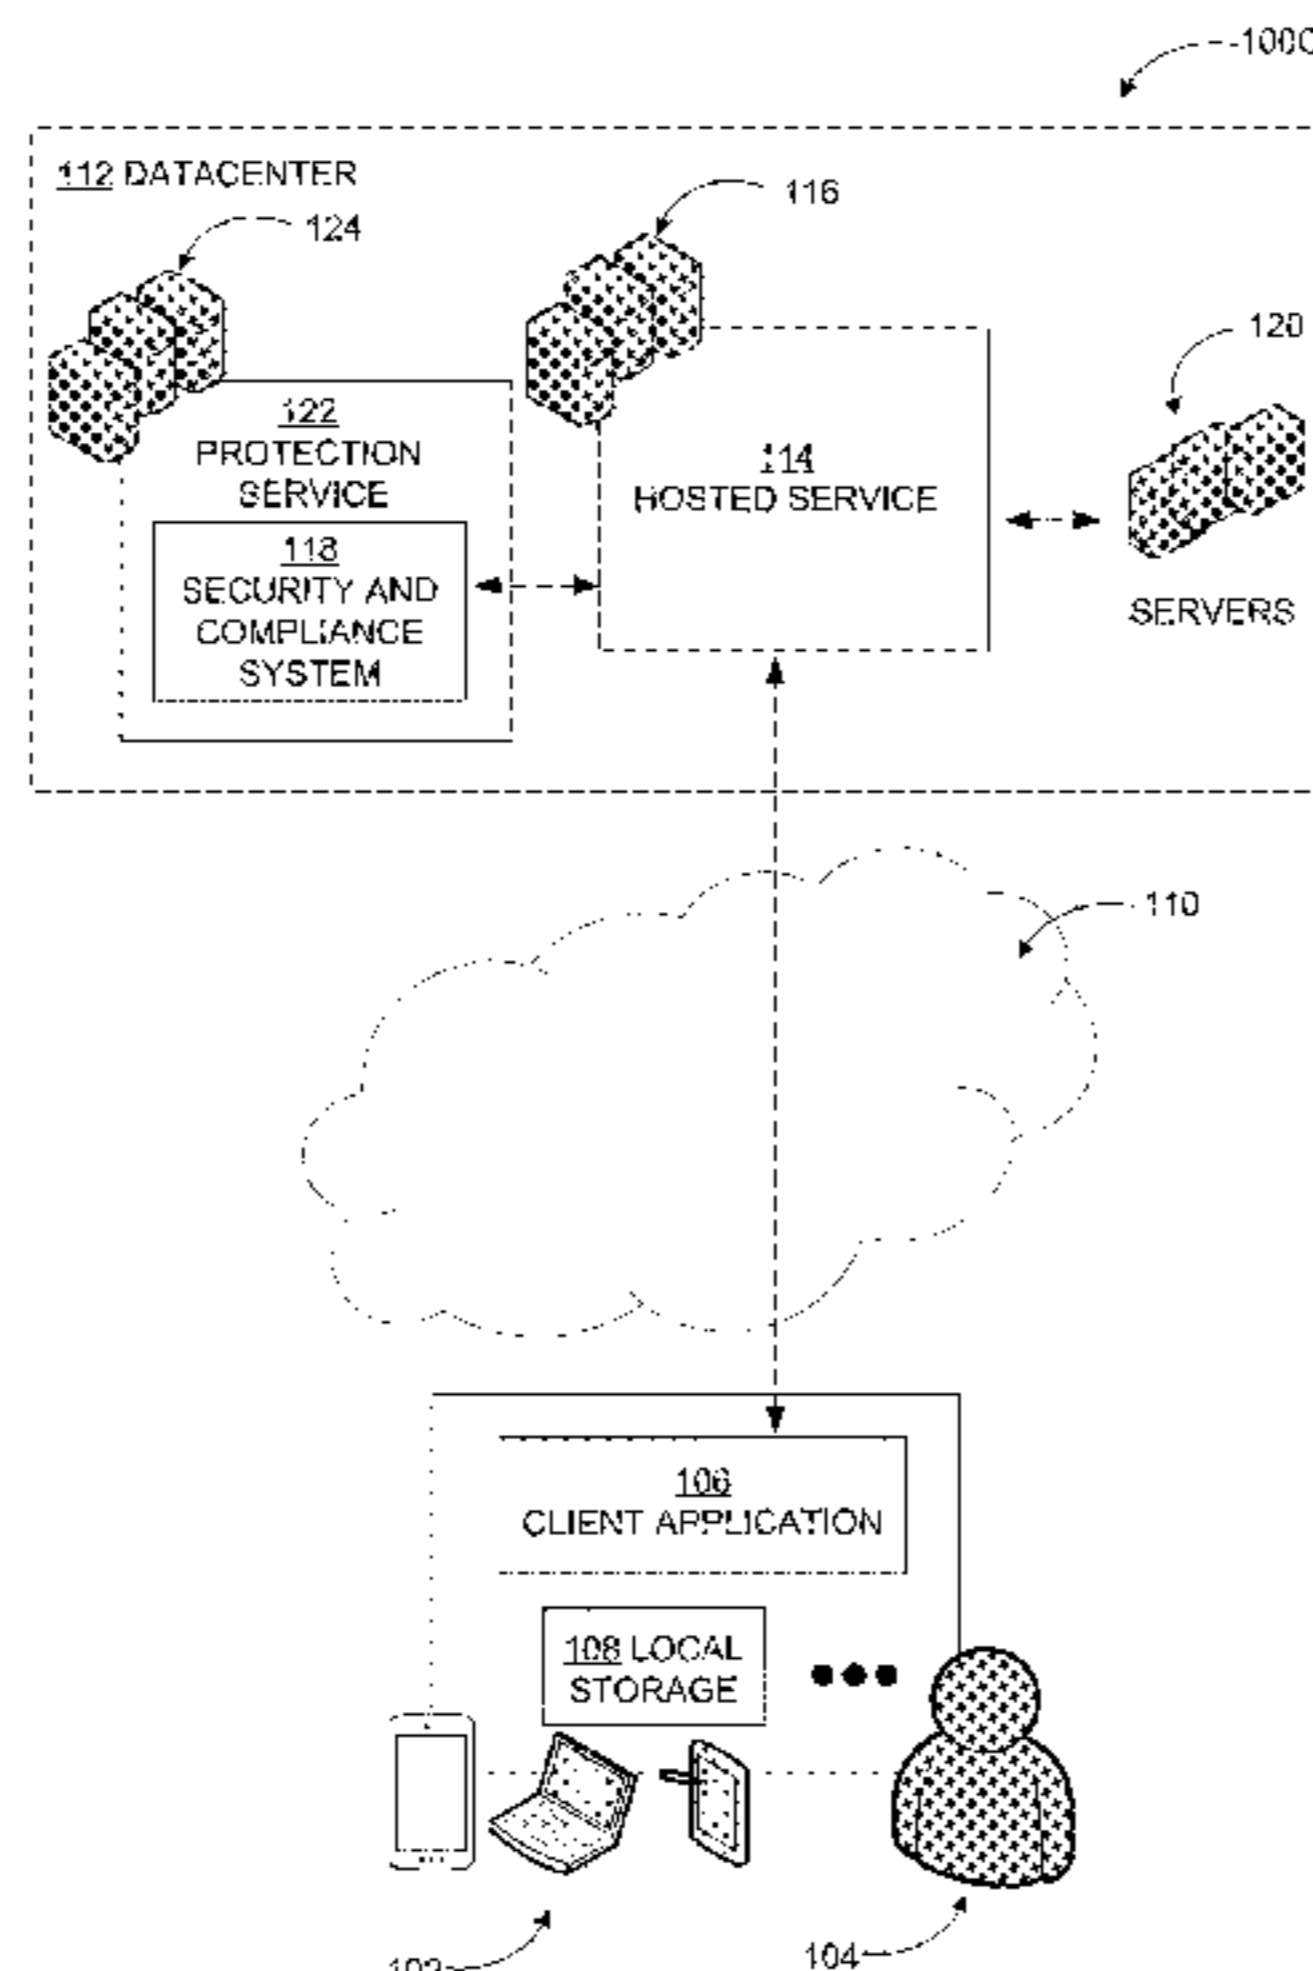 100C
112 DATACENTER
124
116
120
122
PROTECTION
SERVICE
114
HOSTED SERVICE
118
SECURITY AND
COMPLIANCE
SYSTEM
SERVERS
110
106
CLIENT APPLICATION
108 LOCAL
STORAGE
104